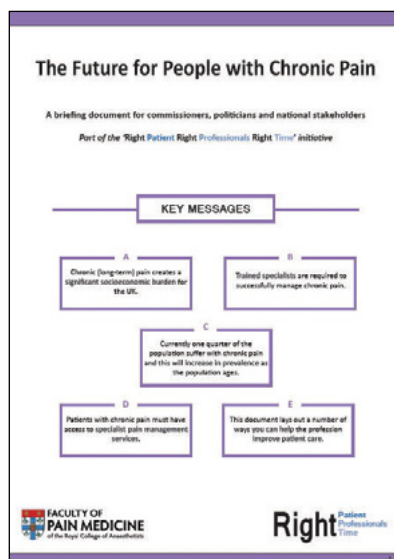 The Future for People with Chronic Pain
A briefing document for commissioners, politicians and national stakeholders
Part of the 'Right Patient Right Professionals Right Time' initiative
KEY MESSAGES
A
Chronic (long-term) pain creates a
significant socioeconomic burden for
the UK.
B
Trained specialists are required to
successfully manage chronic pain.
C
Currently one quarter of the
population suffer with chronic pain
and this will increase in prevalence as
the population ages.
D
Patients with chronic pain must have
access to specialist pain management
services.
E
This document lays out a number of
ways you can help the profession
improve patient care.
FACULTY OF
PAIN MEDICINE
of the Royal College of Anaesthetists
Right Patient
Professionals
Time